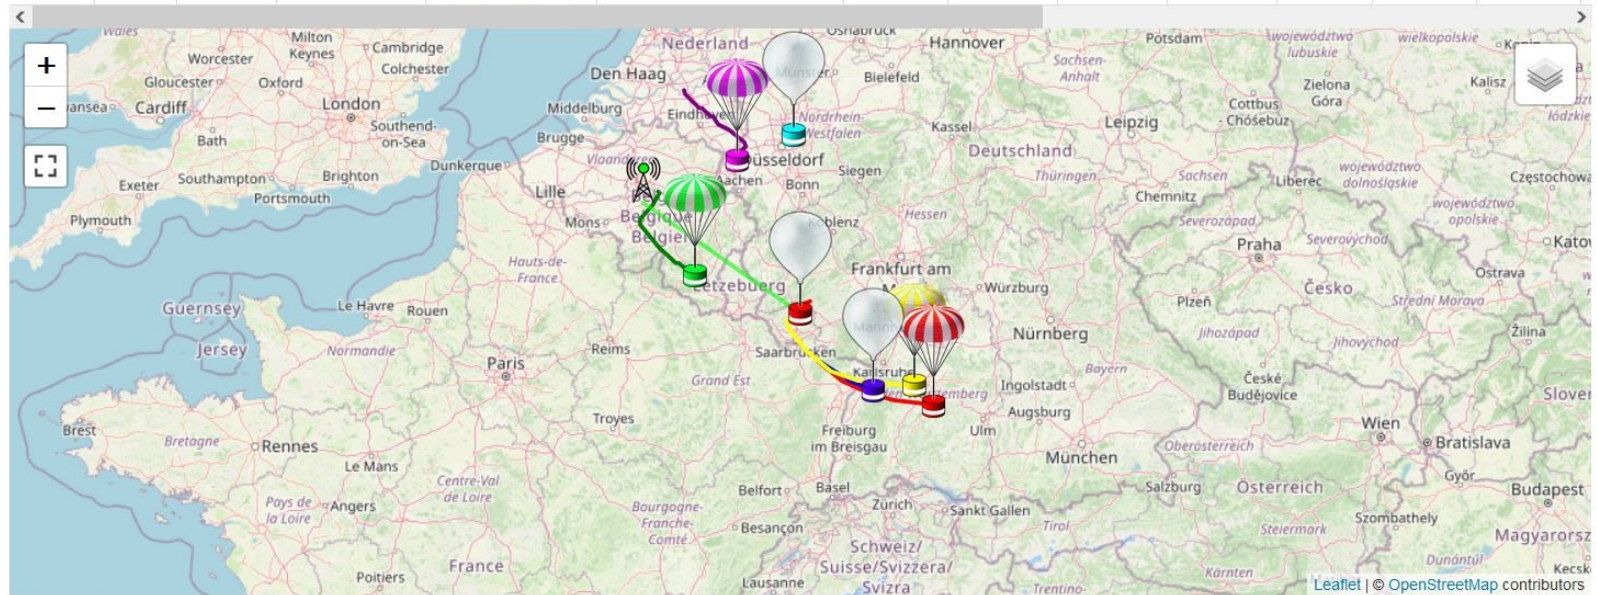 Wales
Worcester
Milton
Keynes
Cambridge
Colchester
Gloucester
Oxford
ansea
Cardiff
London
Bath
Southend-
on-Sea
Southampton
Brighton
Portsmouth
Exeter
Plymouth
Dunkerque
Nederland
Den Haag
Middelburg
Brugge
Osnabrück
Münster
Bielefeld
Hannover
Potsdam
Sachsen-
Anhalt
województwo
lubuskie
wielkopolskie
Kalisz
Zielona
Góra
Cottbus
Chóśebuz
Leipzig
Kassel
Nordrhein-
Westfalen
Deutschland
Düsseldorf
Siegen
Aachen
Bonn
Thüringen
Sachsen
Chemnitz
Liberec
województwo
dolnośląskie
Częstochowa
województwo
opolskie
Lille
Mons
Belgique
Belgien
Hessen
Severozápad
Praha
Severovýchod
Hauts-de-
France
Letzebuerg
Frankfurt am
Würzburg
Plzeň
Česko
Ostrava
Střední Morava
Guernsey
Le Havre
Rouen
Jersey
Normandie
Paris
Reims
Saarbrücken
Karlsruhe
Nürnberg
Jihozápad
Jihovýchod
Žilina
Grand Est
Bayern
Ingolstadt
České
Budějovice
Augsburg
Brest
Bretagne
Rennes
Troyes
Freiburg
im Breisgau
Ulm
München
Wien
Bratislava
Oberösterreich
Le Mans
Centre-Val
de Loire
Angers
Pays de
la Loire
Belfort
Basel
Zürich
Sankt Gallen
Salzburg
Österreich
Győr
Budapest
Szombathely
Bourgogne-
Franche-
Comté
Besançon
Tirol
Steiermark
Schweiz/
Suisse/Svizzera/
Svizra
Lausanne
Poitiers
France
Kärnten
Trentino-
Dunántúl
Leaflet | © OpenStreetMap contributors